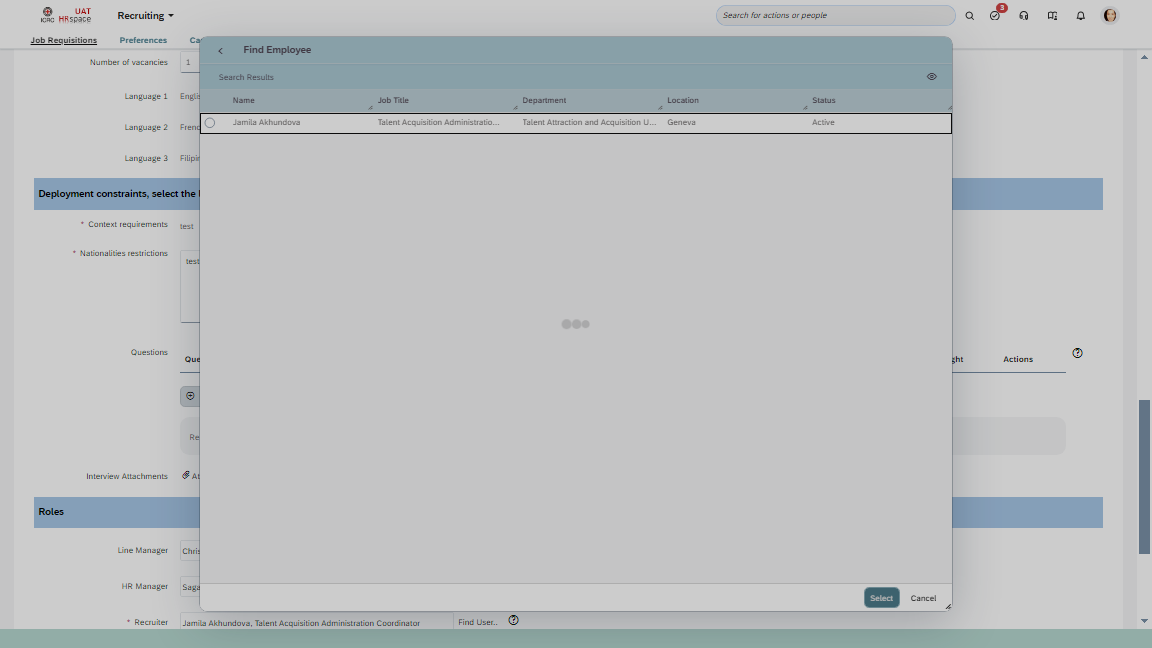 ICRC UAT HRspace Recruiting Search for actions or people 3
Job Requisitions Preferences
Find Employee
Number of vacancies 1
Search Results
Name Job Title Department Location Status
Language 1
Jamila Akhundova Talent Acquisition Administratio... Talent Attraction and Acquisition U... Geneva Active
Language 2
Language 3
Deployment constraints, select the
* Context requirements test
* Nationalities restrictions test
Questions Que ght Actions
Re
Interview Attachments At
Roles
Line Manager Chris
HR Manager Saga
Select Cancel
* Recruiter Jamila Akhundova, Talent Acquisition Administration Coordinator Find User..